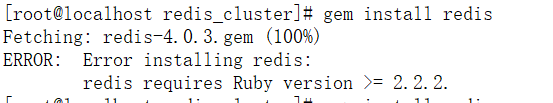 [root@localhost redis_cluster]# gem install redis
Fetching: redis-4.0.3.gem (100%)
ERROR:  Error installing redis:
        redis requires Ruby version >= 2.2.2.